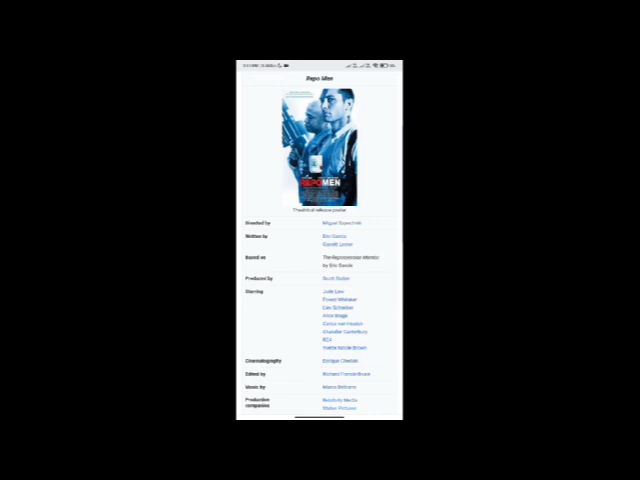 Repo Men
REPOMEN
Theatrical release poster
Directed by
Miguel Sapochnik
Written by
Eric Garcia
Garrett Lerner
Based on
The Repossession Mambo
by Eric Garcia
Produced by
Scott Stuber
Starring
Jude Law
Forest Whitaker
Liev Schreiber
Alice Braga
Carice van Houten
Chandler Canterbury
RZA
Yvette Nicole Brown
Cinematography
Enrique Chediak
Edited by
Richard Francis-Bruce
Music by
Marco Beltrami
Production
companies
Relativity Media
Stuber Pictures